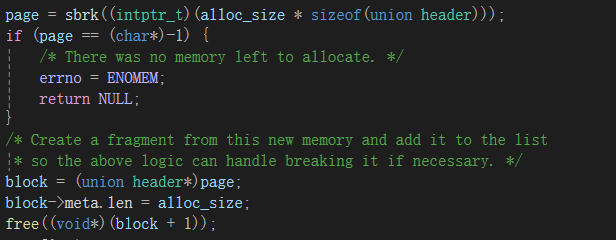 page = sbrk((intptr_t)(alloc_size * sizeof(union header)));
if (page == (char*)-1) {
/* There was no memory left to allocate. */
errno = ENOMEM;
return NULL;
}
/* Create a fragment from this new memory and add it to the list
* so the above logic can handle breaking it if necessary. */
block = (union header*)page;
block->meta.len = alloc_size;
free((void*)(block + 1));